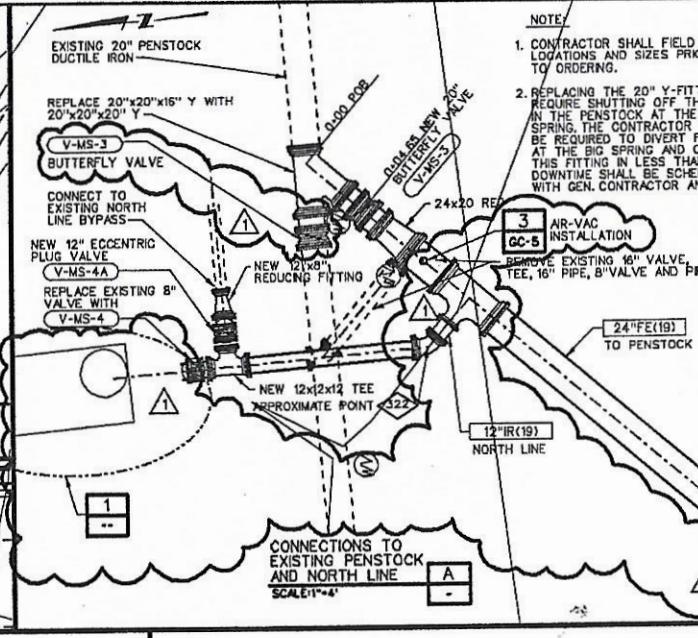 EXISTING 20" PENSTOCK
DUCTILE IRON
REPLACE 20"x20"x16" Y WITH
20"x20"x20" Y
V-MS-3
BUTTERFLY VALVE
CONNECT TO
EXISTING NORTH
LINE BYPASS
NEW 12" ECCENTRIC
PLUG VALVE
V-MS-4A
REPLACE EXISTING 8"
VALVE WITH
V-MS-4
1
NEW 12"x8"
REDUCING FITTING
0+00 POB
0+04.65 NEW 20"
BUTTERFLY VALVE
V-MS-3
24x20 RED
NOTE:
1. CONTRACTOR SHALL FIELD
LOCATIONS AND SIZES
TO ORDERING.
2. REPLACING THE 20" Y-FITT
REQUIRE SHUTTING OFF TH
IN THE PENSTOCK AT THE
SPRING. THE CONTRACTOR
BE REQUIRED TO DIVERT F
AT THE BIG SPRING AND
THIS FITTING IN LESS THA
DOWNTIME SHALL BE SCHE
WITH GEN. CONTRACTOR
3
GC-5
AIR-VAC
INSTALLATION
REMOVE EXISTING 16" VALVE,
TEE, 16" PIPE, 8"VALVE AND
1
24"FE(19)
TO PENSTOCK
NEW 12x12x12 TEE
APPROXIMATE POINT
322
1
12"IR(19)
NORTH LINE
1
--
CONNECTIONS TO
EXISTING PENSTOCK
AND NORTH LINE
SCALE:1"=4'
A
-